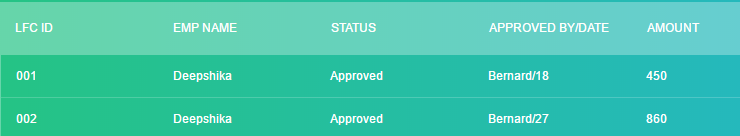 LFC ID EMP NAME STATUS APPROVED BY/DATE AMOUNT
001 Deepshika Approved Bernard/18 450
002 Deepshika Approved Bernard/27 860